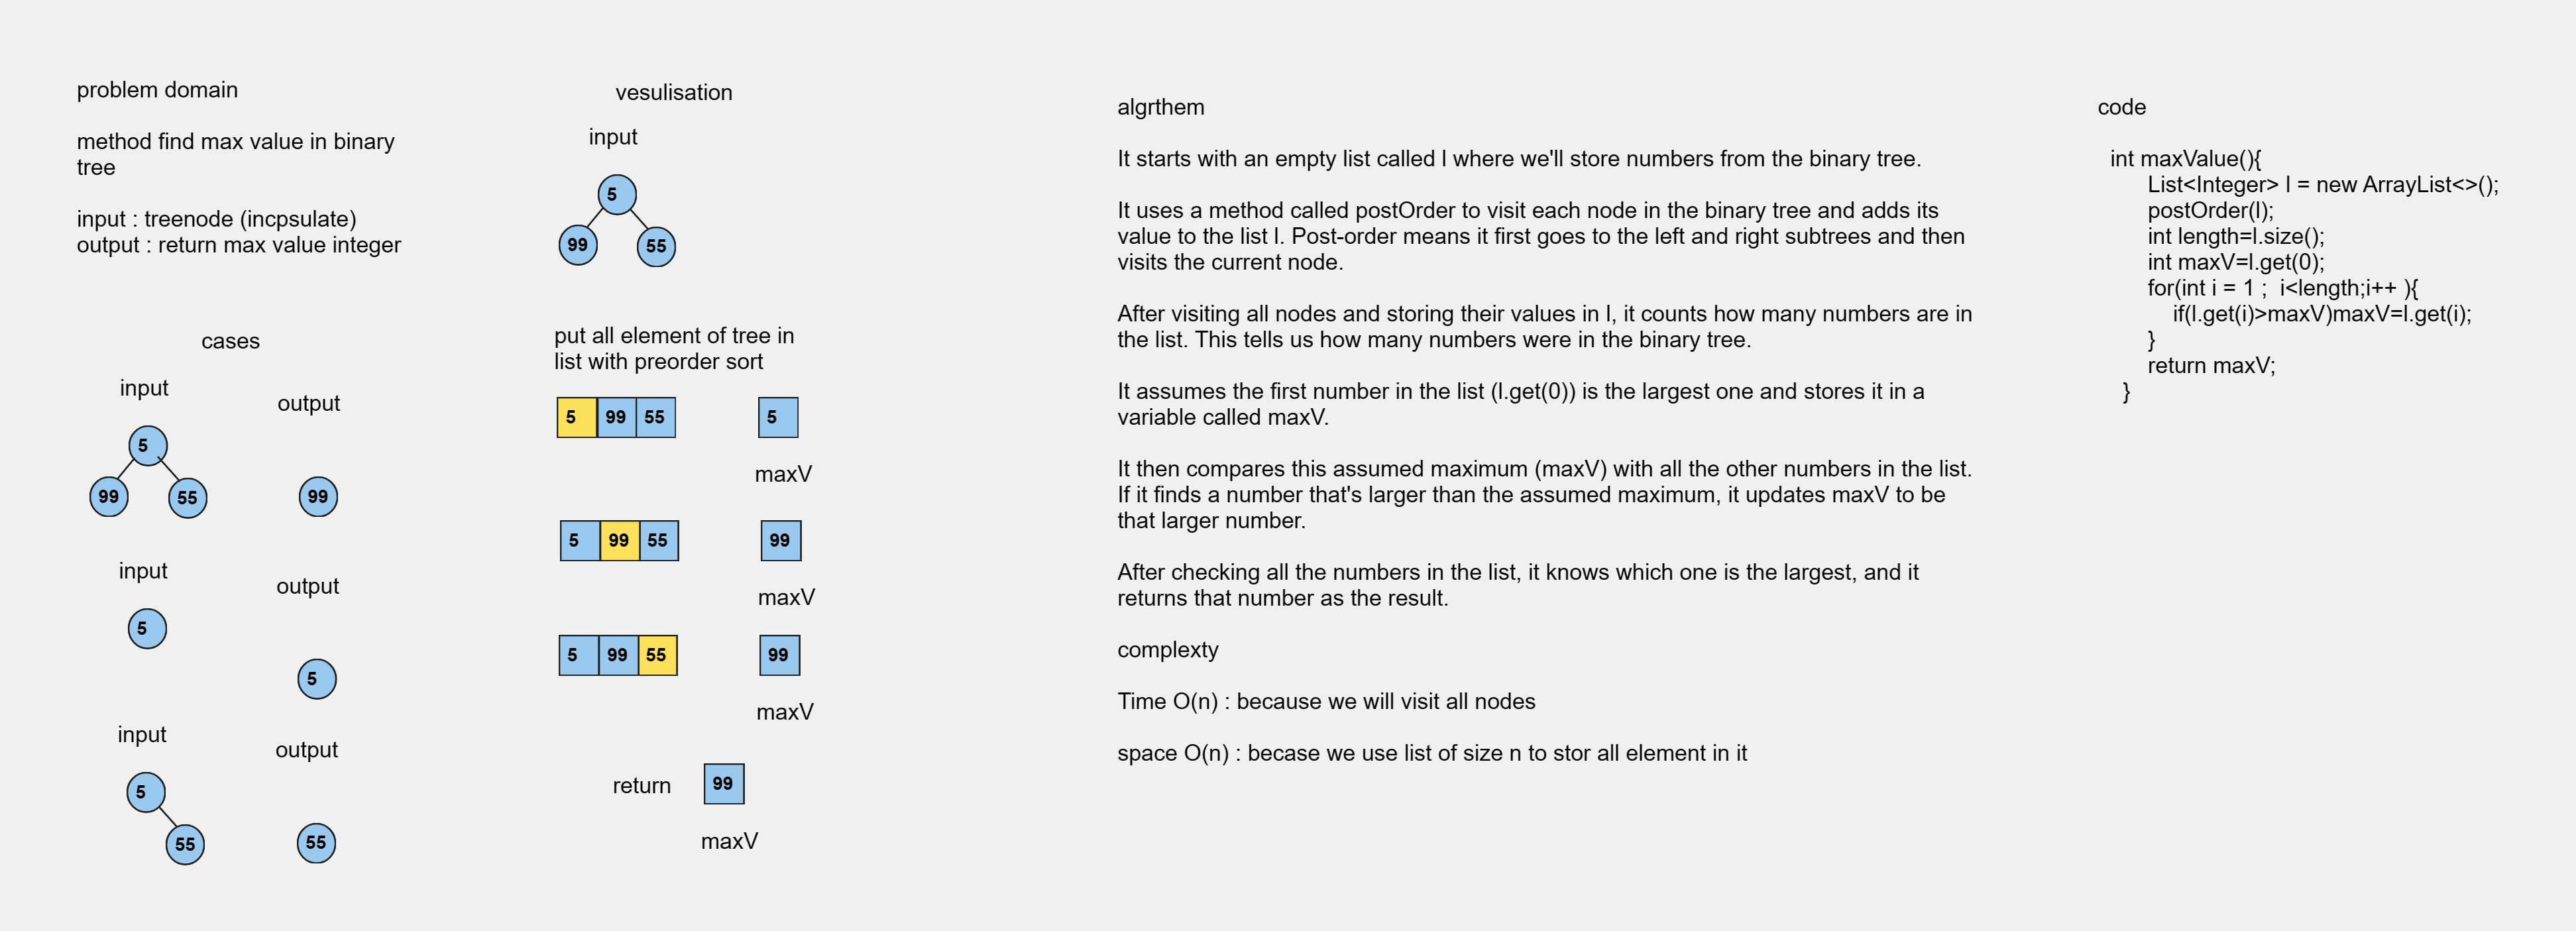 problem domain
method find max value in binary
tree
input : treenode (incpsulate)
output : return max value integer
cases
input
output
5
99
55
99
input
output
5
5
input
output
5
55
55
vesulisation
input
5
99
55
put all element of tree in
list with preorder sort
5 99 55
5
maxV
5 99 55
99
maxV
5 99 55
99
maxV
return
99
maxV
algrthem
It starts with an empty list called l where we'll store numbers from the binary tree.
It uses a method called postOrder to visit each node in the binary tree and adds its
value to the list l. Post-order means it first goes to the left and right subtrees and then
visits the current node.
After visiting all nodes and storing their values in l, it counts how many numbers are in
the list. This tells us how many numbers were in the binary tree.
It assumes the first number in the list (l.get(0)) is the largest one and stores it in a
variable called maxV.
It then compares this assumed maximum (maxV) with all the other numbers in the list.
If it finds a number that's larger than the assumed maximum, it updates maxV to be
that larger number.
After checking all the numbers in the list, it knows which one is the largest, and it
returns that number as the result.
complexty
Time O(n) : because we will visit all nodes
space O(n) : becase we use list of size n to stor all element in it
code
int maxValue(){
List<Integer> l = new ArrayList<>();
postOrder(l);
int length=l.size();
int maxV=l.get(0);
for(int i = 1 ;  i<length;i++ ){
if(l.get(i)>maxV)maxV=l.get(i);
}
return maxV;
}